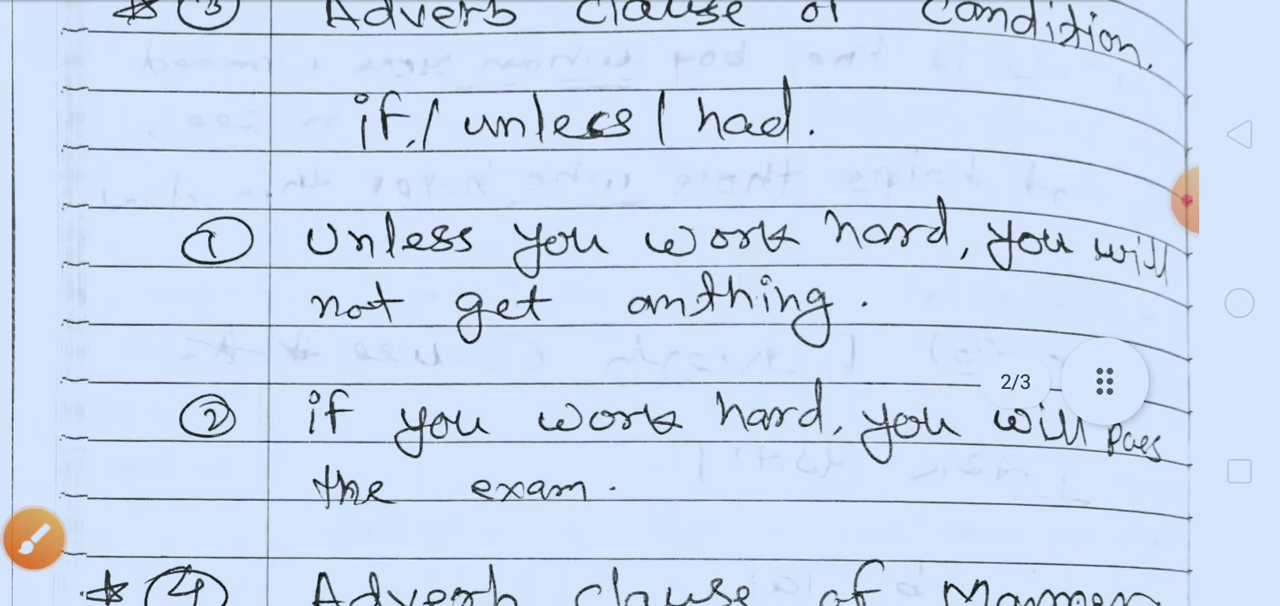 * ③ Adverb clause of Condition.
if / unless / had.
① Unless you work hard, you will
not get anthing.
2/3
② if you work hard, you will pass
the exam.
* ④ Adverb clause of Manner